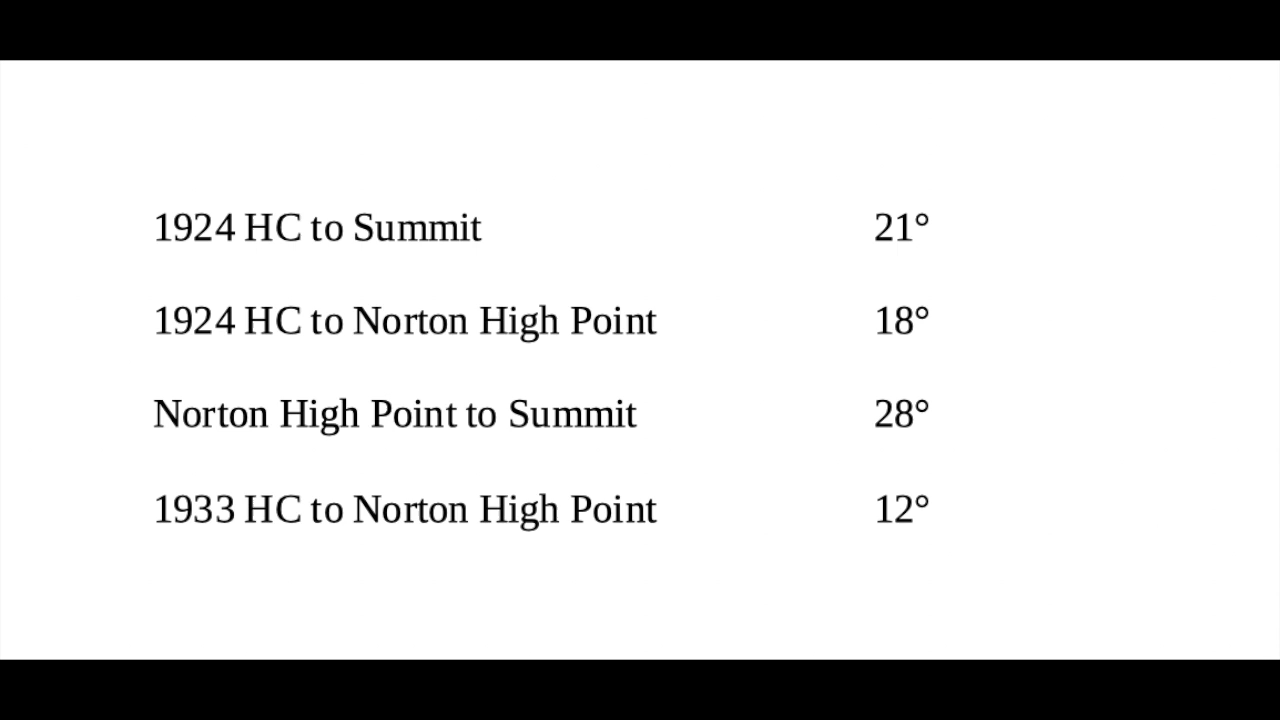 1924 HC to Summit 21°
1924 HC to Norton High Point 18°
Norton High Point to Summit 28°
1933 HC to Norton High Point 12°